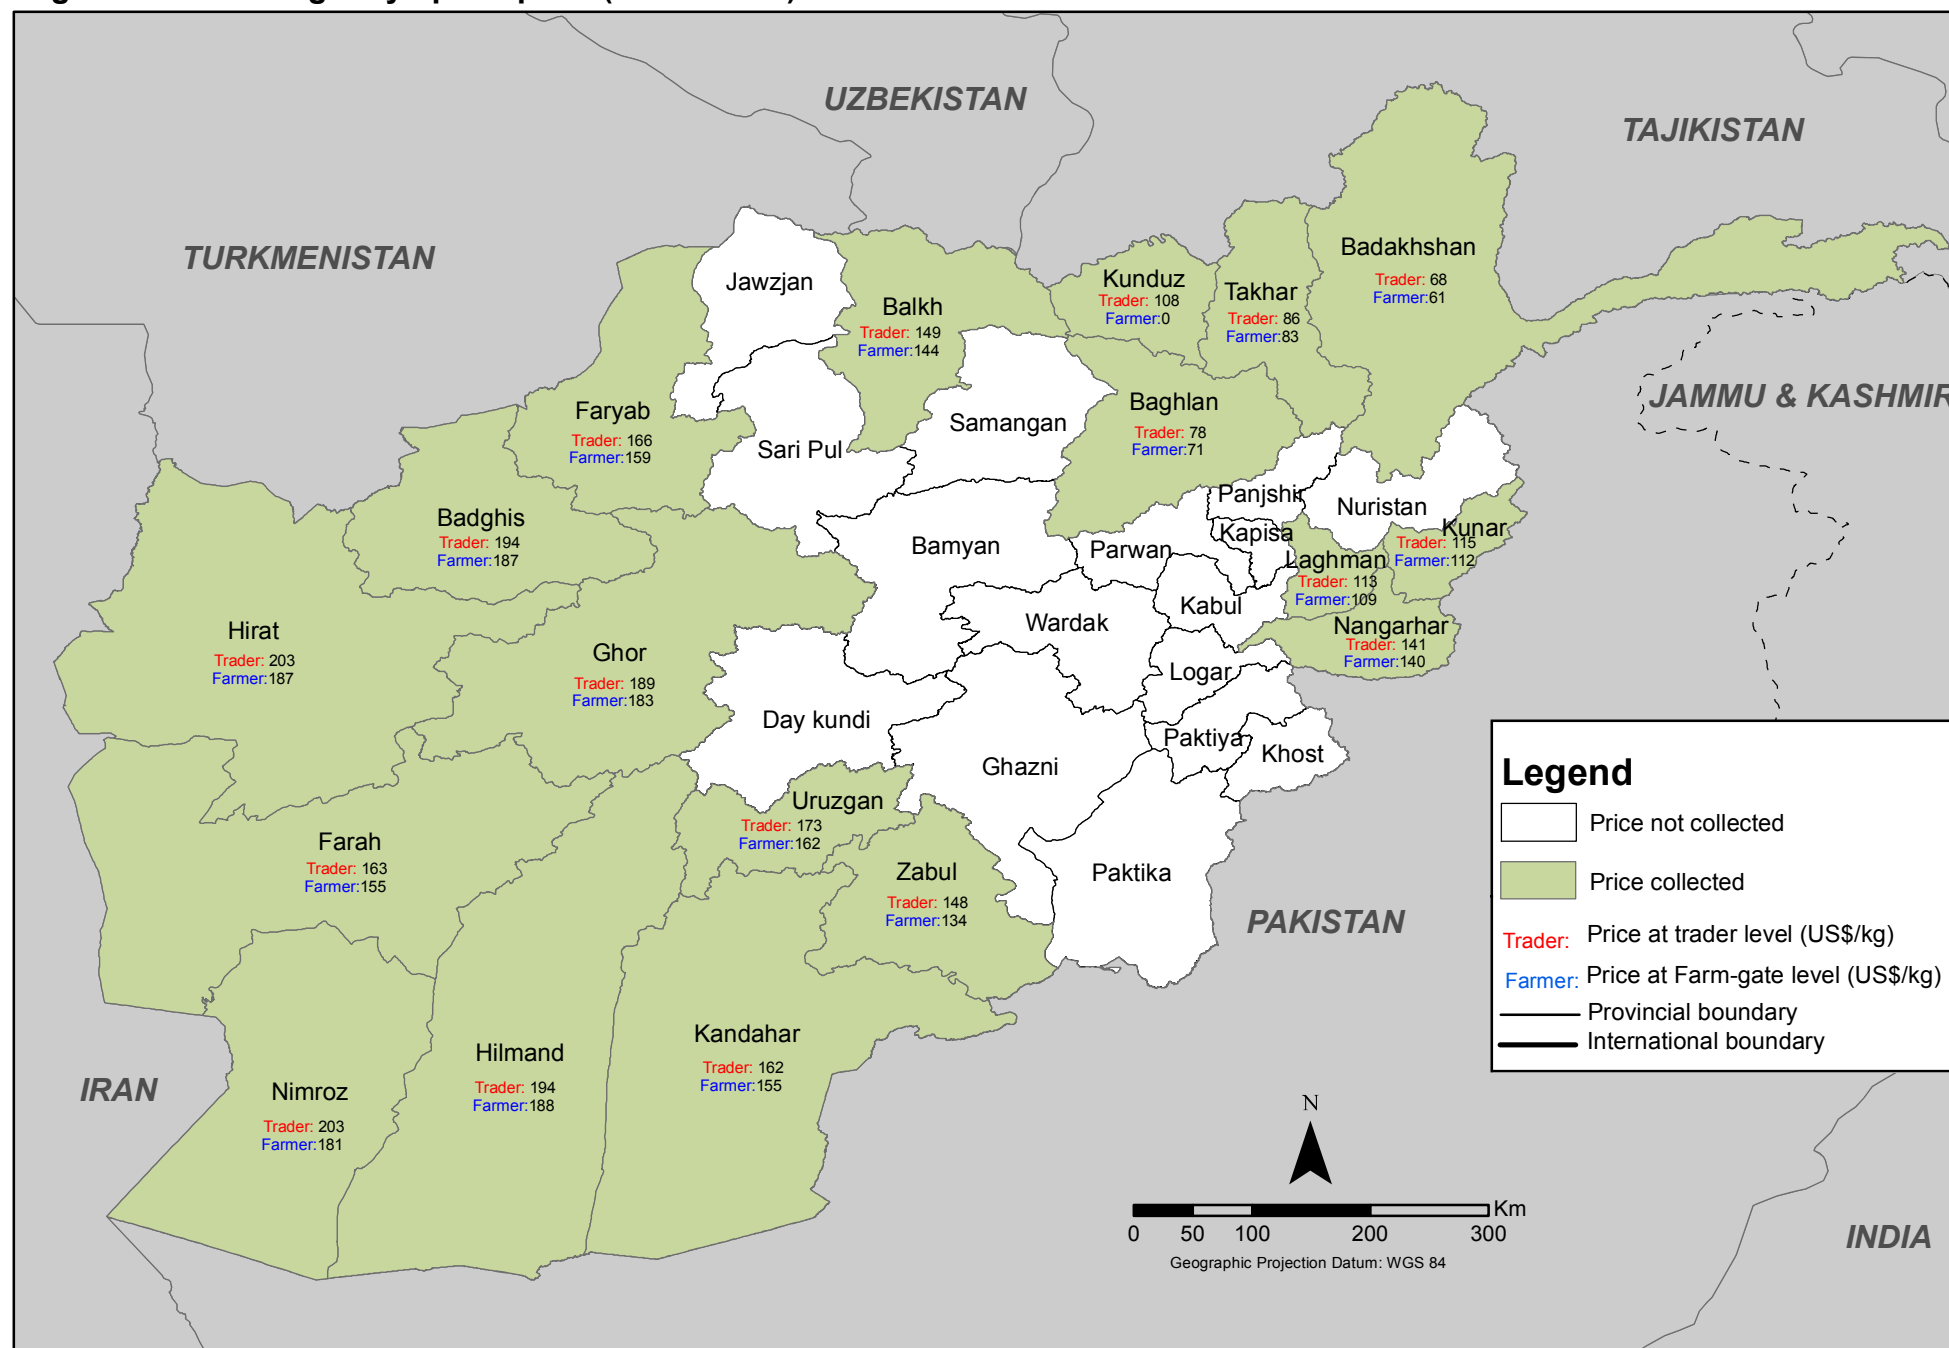 UZBEKISTAN
TAJIKISTAN
TURKMENISTAN
JAMMU & KASHMIR
Jawzjan
Balkh
Trader: 149
Farmer:144
Kunduz
Trader: 108
Farmer:0
Takhar
Trader: 86
Farmer:83
Badakhshan
Trader: 68
Farmer:61
Faryab
Trader: 166
Farmer:159
Sari Pul
Samangan
Baghlan
Trader: 78
Farmer:71
Badghis
Trader: 194
Farmer:187
Bamyan
Panjshir
Nuristan
Kapisa
Parwan
Kunar
Trader: 115
Farmer:112
Laghman
Trader: 113
Farmer:109
Hirat
Trader: 203
Farmer:187
Ghor
Trader: 189
Farmer:183
Wardak
Kabul
Nangarhar
Trader: 141
Farmer:140
Logar
Day kundi
Ghazni
Paktiya
Khost
Uruzgan
Trader: 173
Farmer:162
Farah
Trader: 163
Farmer:155
Zabul
Trader: 148
Farmer:134
Paktika
PAKISTAN
IRAN
Nimroz
Trader: 203
Farmer:181
Hilmand
Trader: 194
Farmer:188
Kandahar
Trader: 162
Farmer:155
INDIA
Legend
Price not collected
Price collected
Trader: Price at trader level (US$/kg)
Farmer: Price at Farm-gate level (US$/kg)
Provincial boundary
International boundary
N
Km
0 50 100 200 300
Geographic Projection Datum: WGS 84